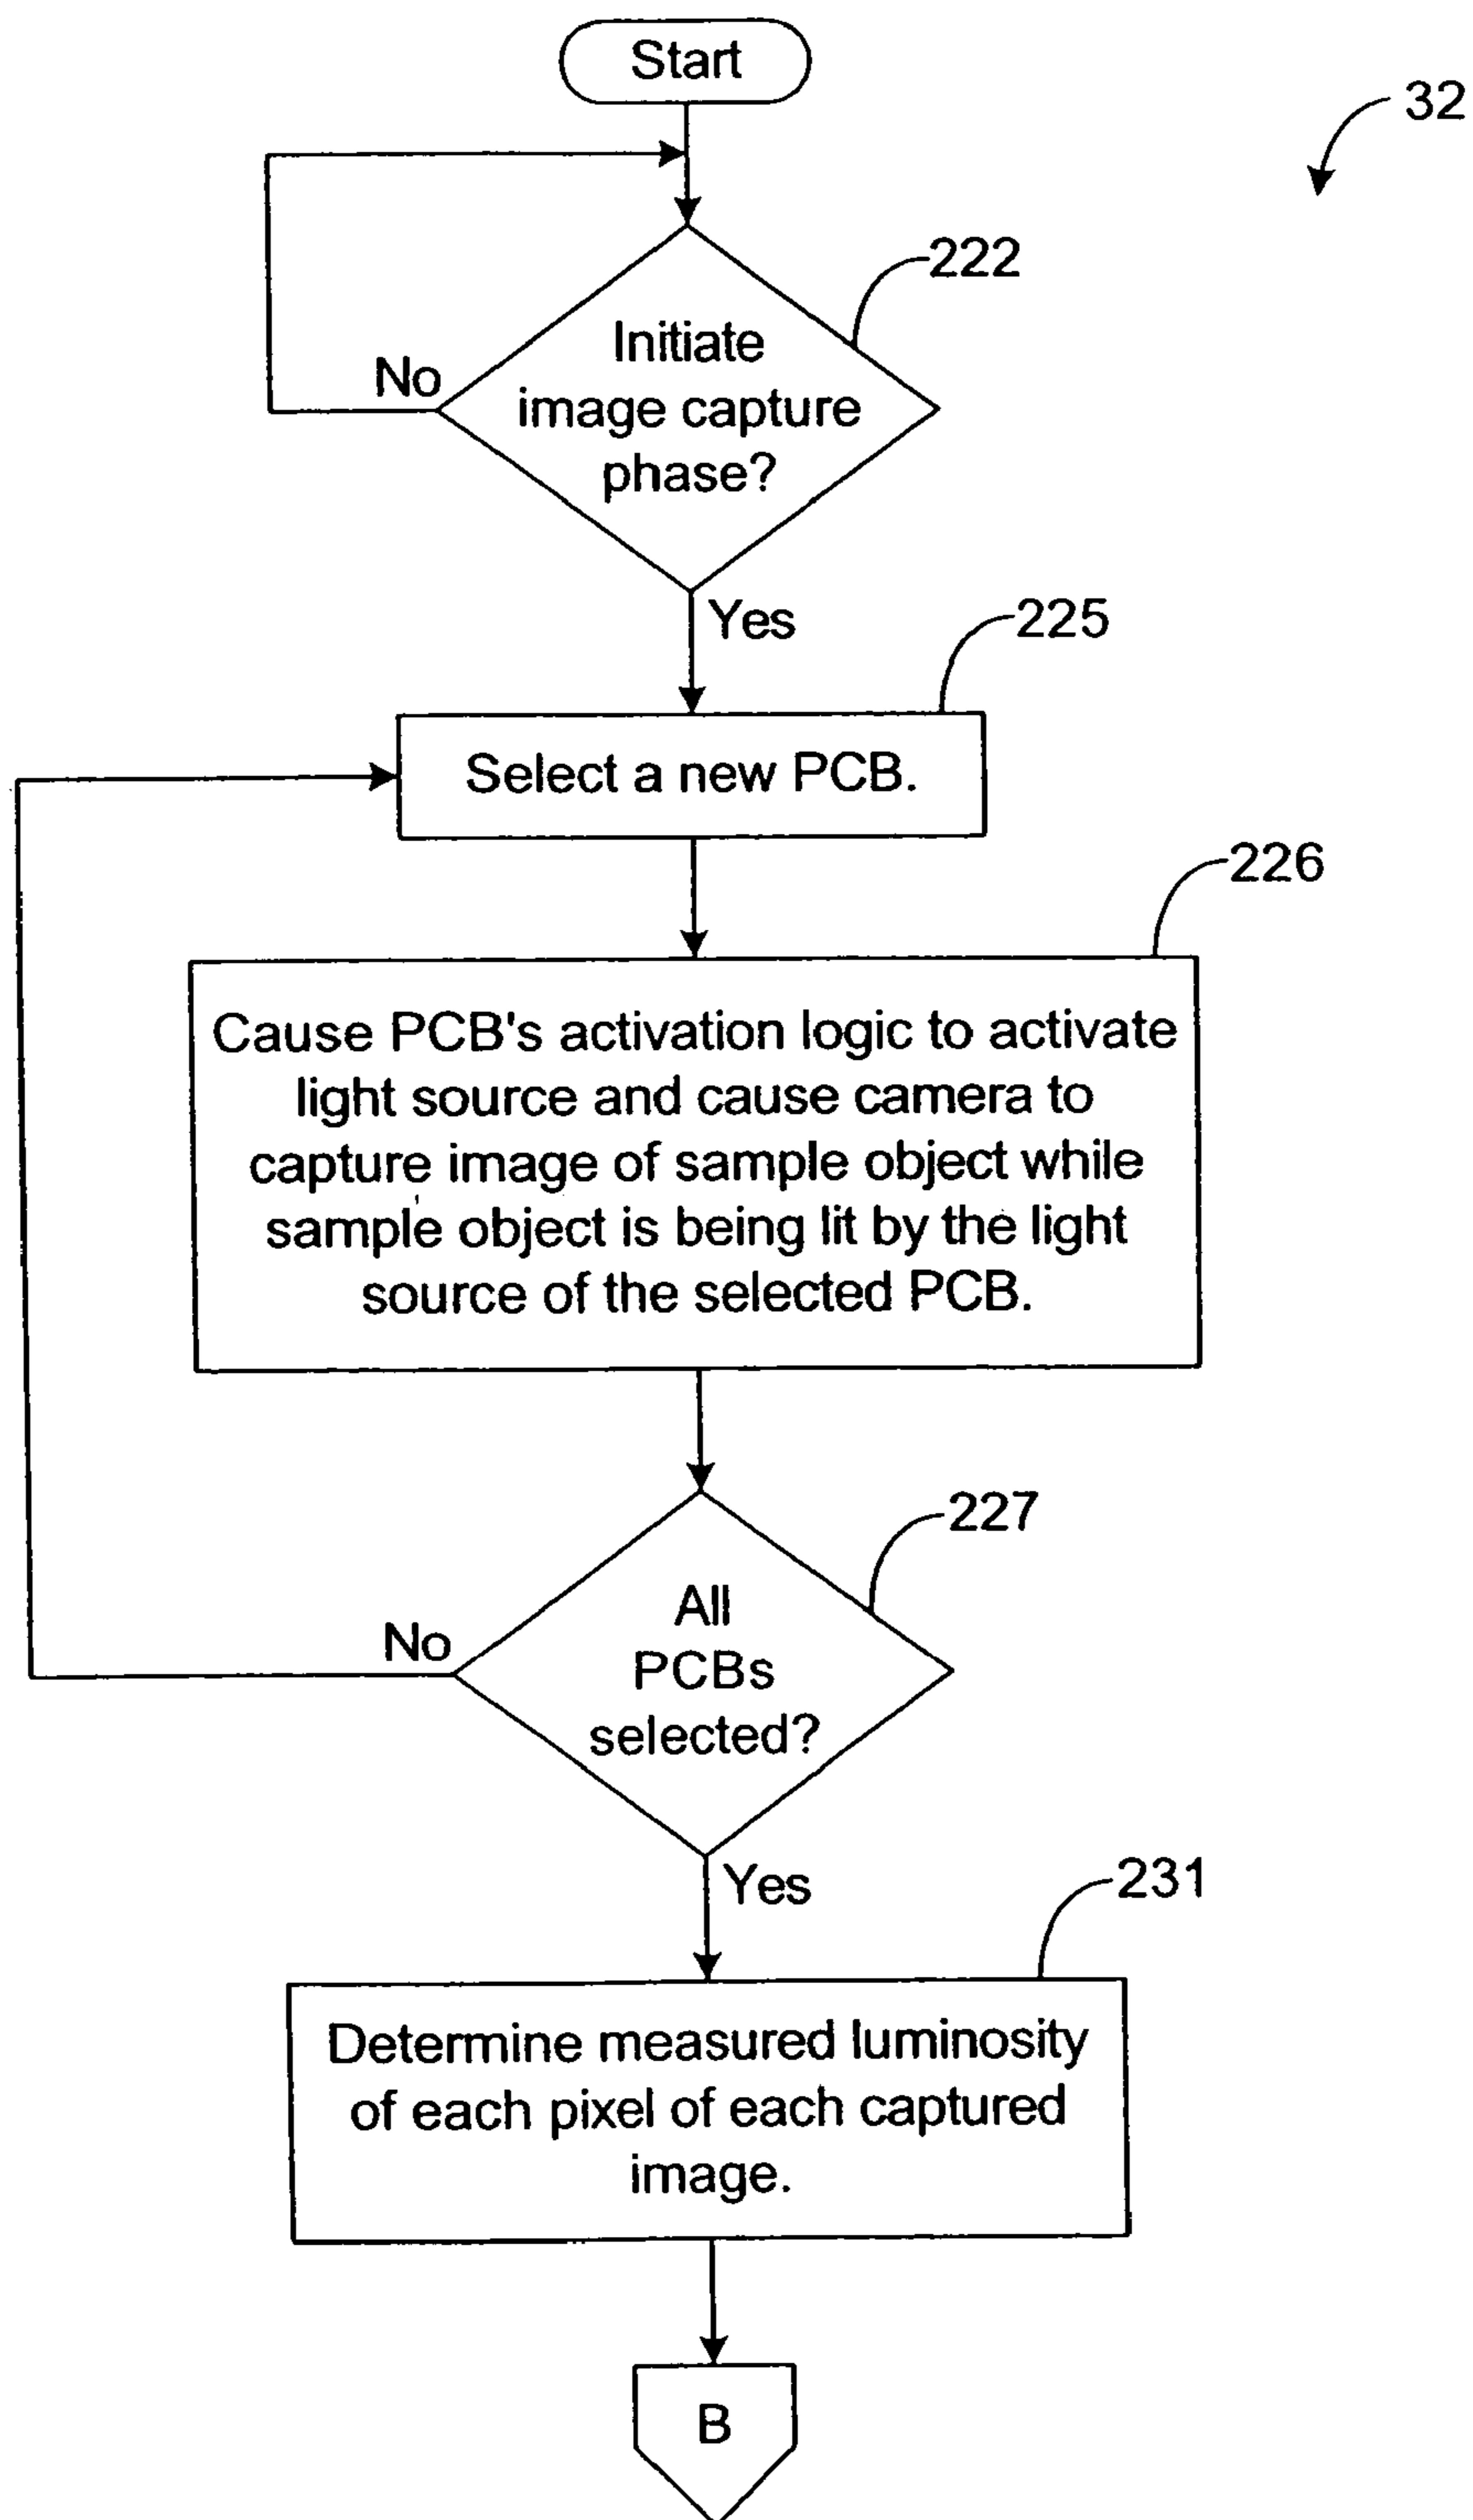 Start
32
222
Initiate
image capture
phase?
No
Yes
225
Select a new PCB.
226
Cause PCB's activation logic to activate
light source and cause camera to
capture image of sample object while
sample object is being lit by the light
source of the selected PCB.
227
All
PCBs
selected?
No
Yes
231
Determine measured luminosity
of each pixel of each captured
image.
B